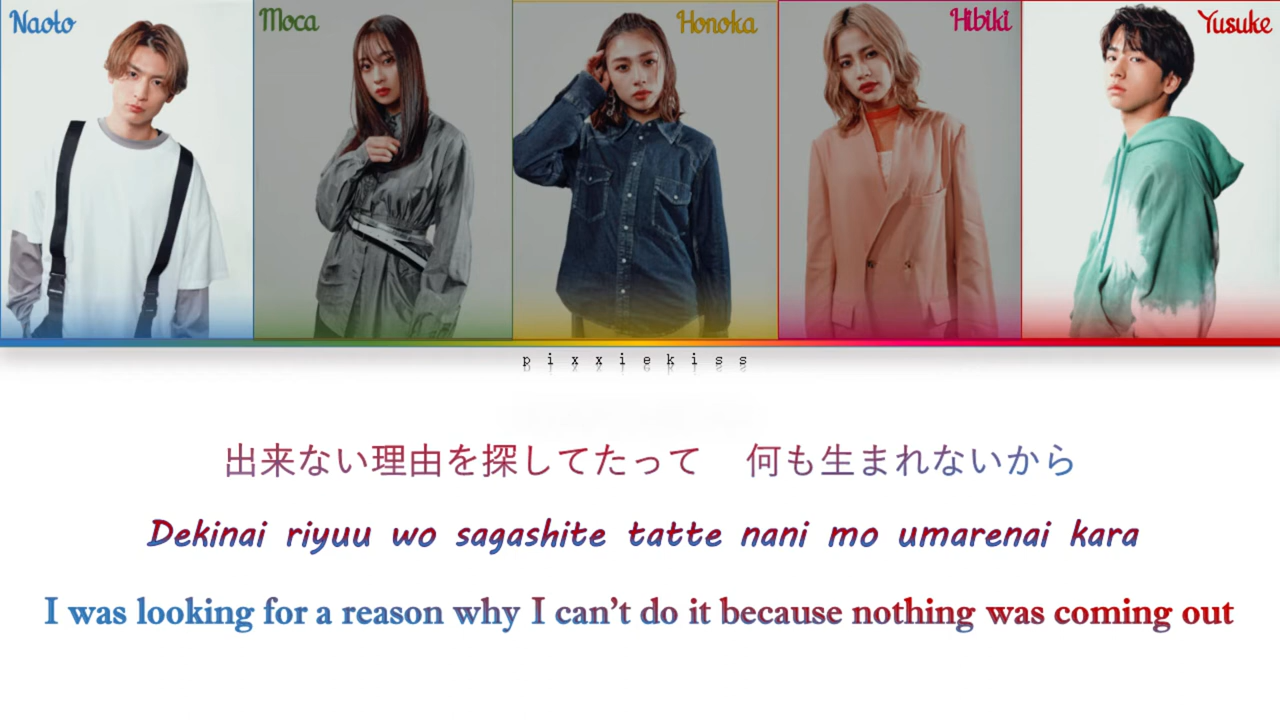 Naoto
Moca
Honoka
Hibiki
Yusuke
pixxiekiss
出来ない理由を探してたって　何も生まれないから
Dekinai riyuu wo sagashite tatte nani mo umarenai kara
I was looking for a reason why I can't do it because nothing was coming out